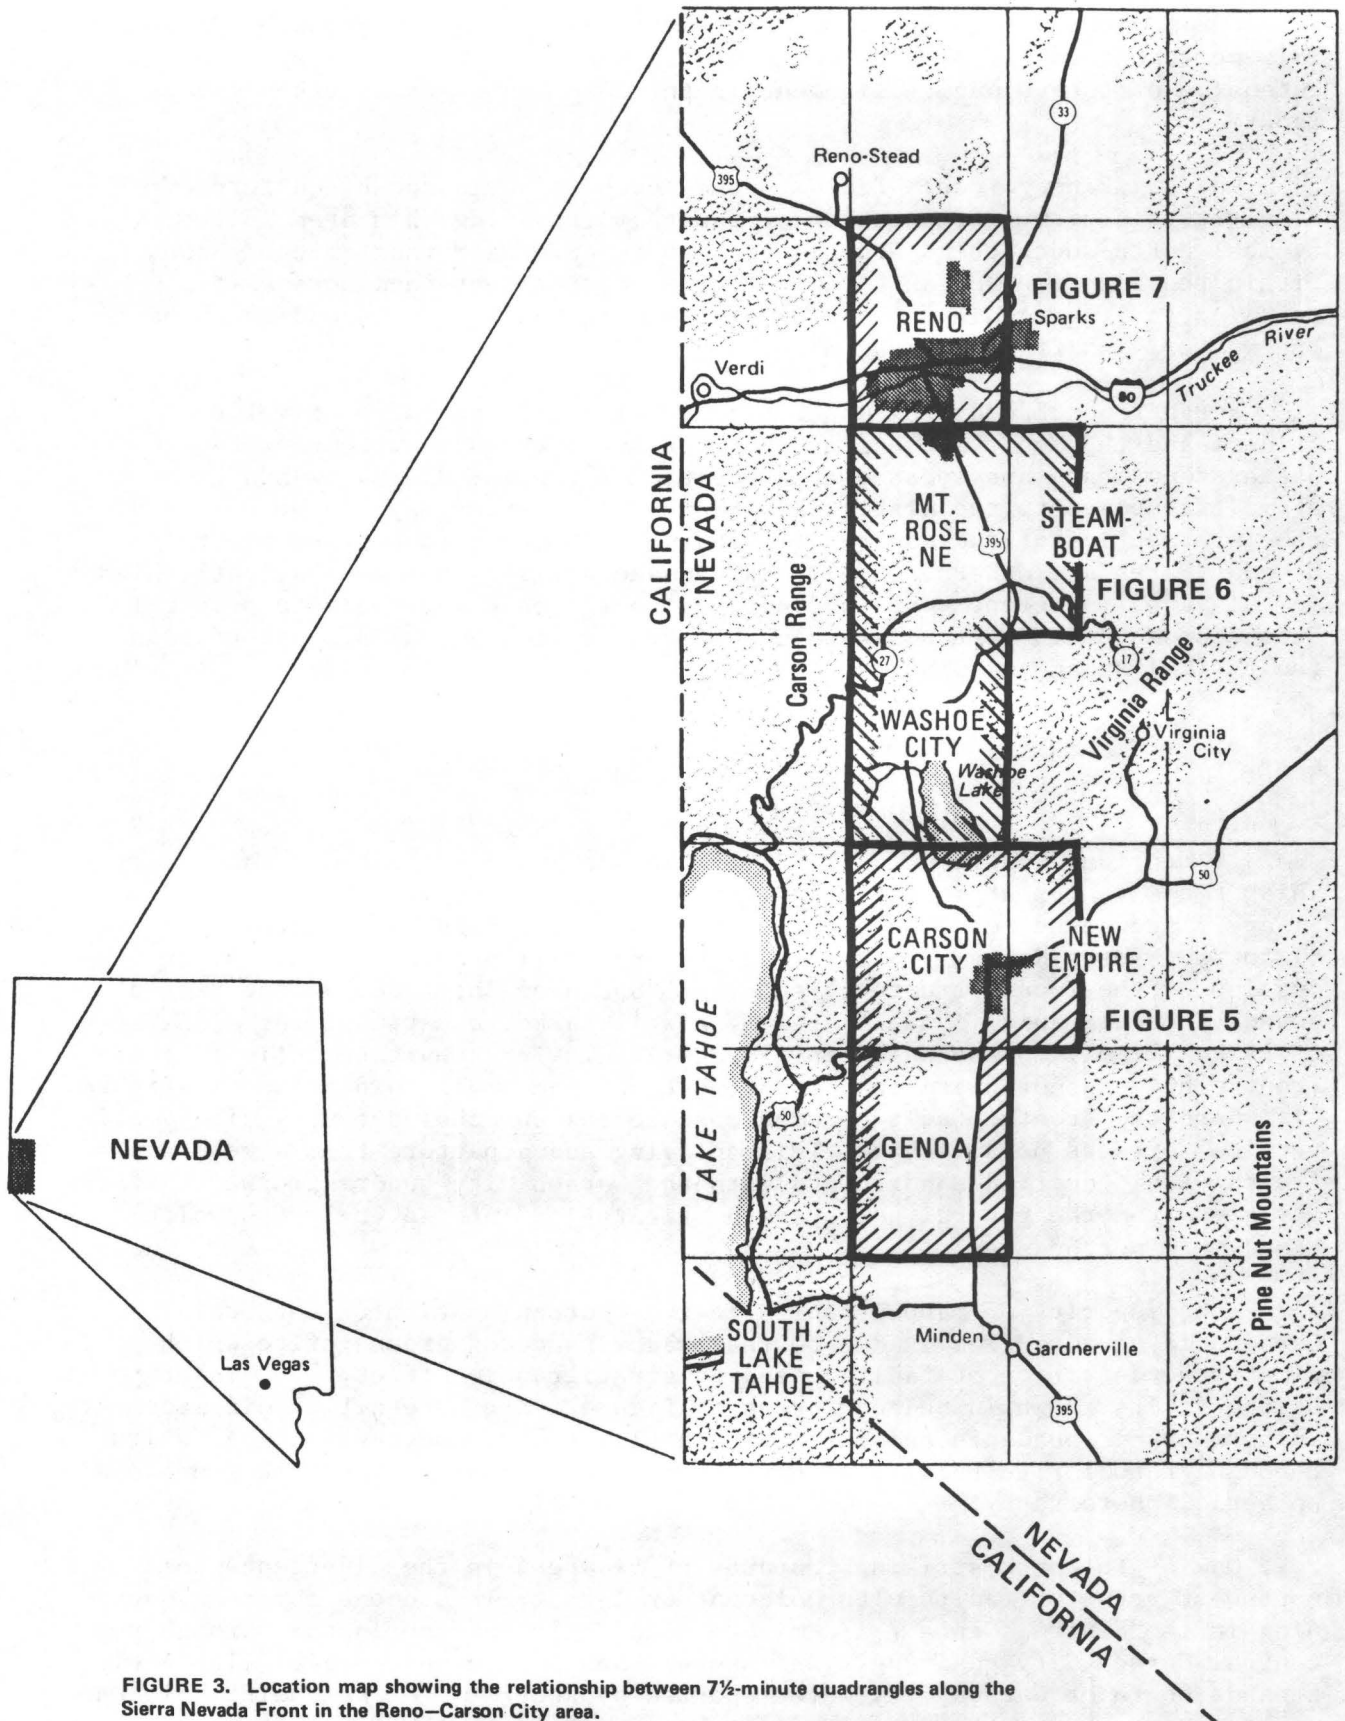 33
Reno-Stead
395
FIGURE 7
RENO
Sparks
Verdi
Truckee River
80
CALIFORNIA
NEVADA
MT.
ROSE
NE
395
STEAM-
BOAT
FIGURE 6
Carson Range
27
17
Virginia Range
WASHOE
CITY
Washoe
Lake
Virginia
City
50
CARSON
CITY
NEW
EMPIRE
FIGURE 5
LAKE TAHOE
50
GENOA
Pine Nut Mountains
NEVADA
Las Vegas
SOUTH
LAKE
TAHOE
Minden
Gardnerville
395
NEVADA
CALIFORNIA
FIGURE 3. Location map showing the relationship between 7½-minute quadrangles along the
Sierra Nevada Front in the Reno–Carson City area.